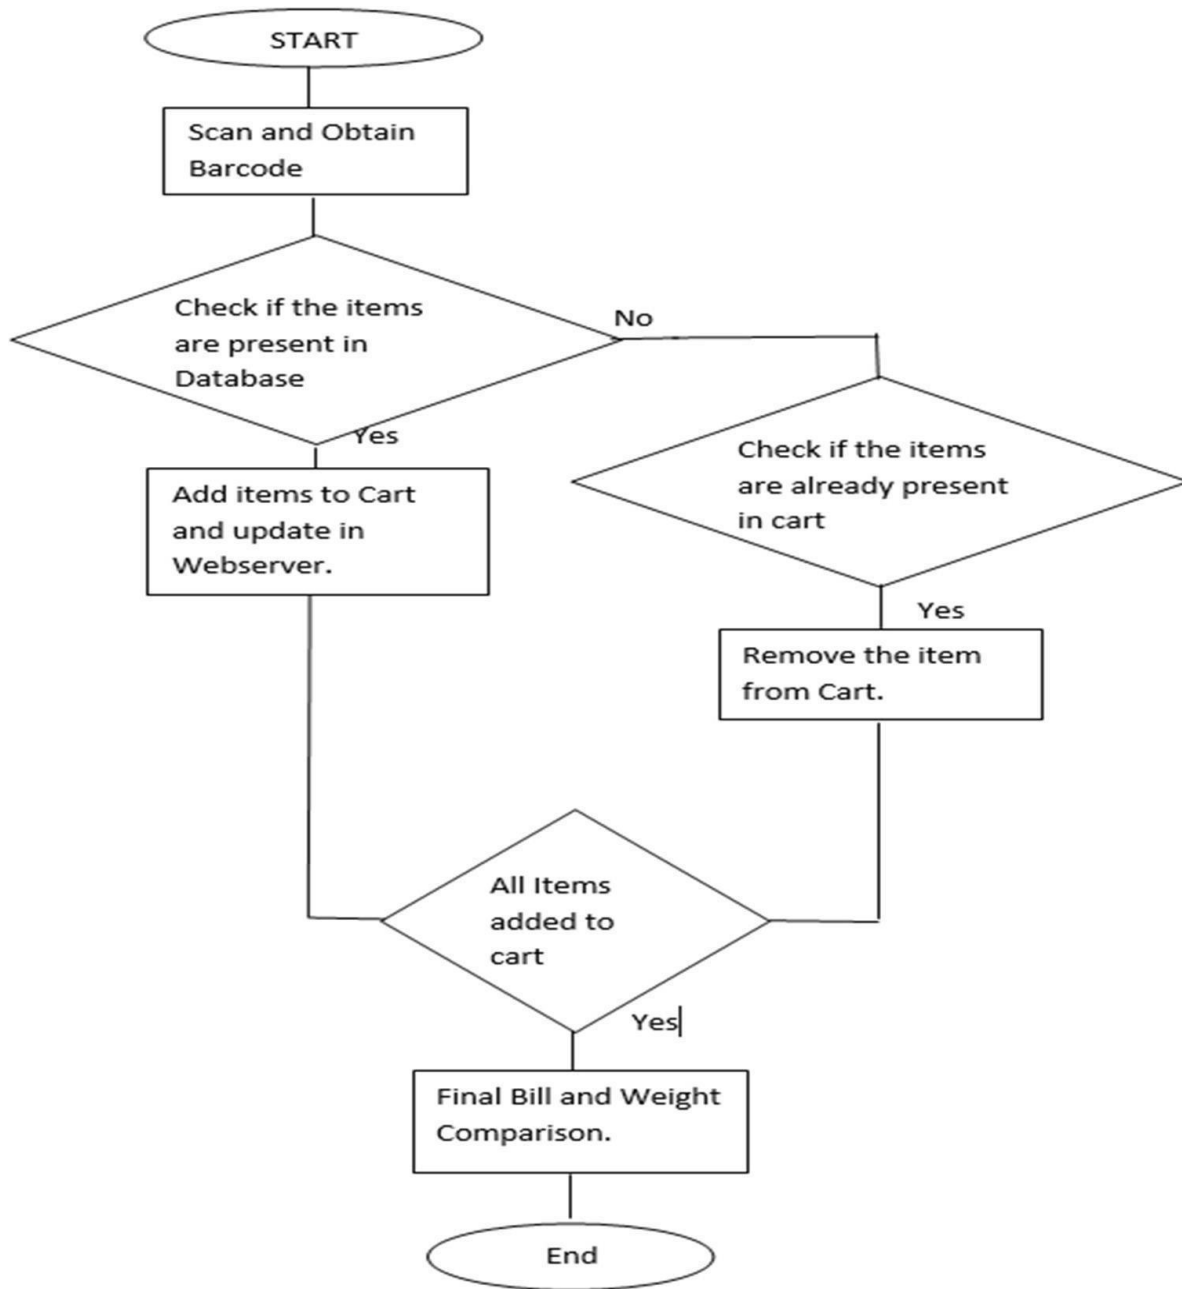 START
Scan and Obtain
Barcode
Check if the items
are present in
Database
No
Yes
Add items to Cart
and update in
Webserver.
Check if the items
are already present
in cart
Yes
Remove the item
from Cart.
All Items
added to
cart
Yes
Final Bill and Weight
Comparison.
End